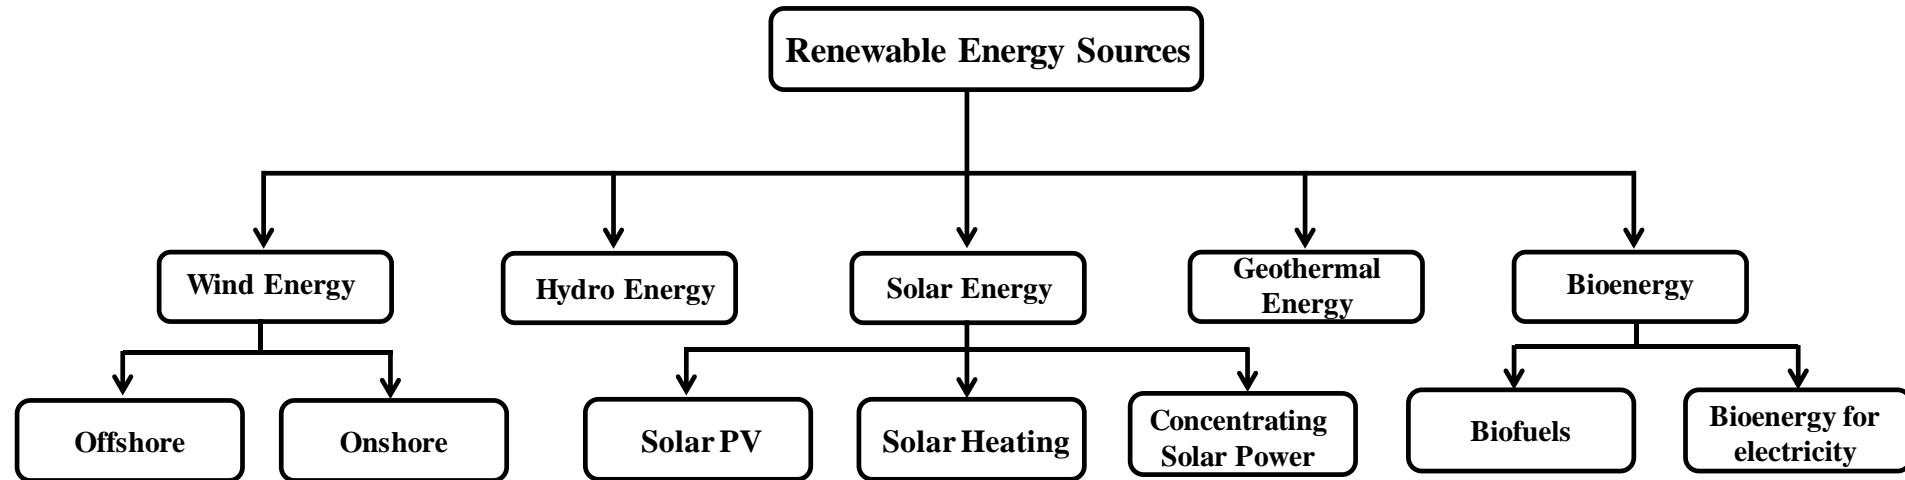 Renewable Energy Sources
Wind Energy
Hydro Energy
Solar Energy
Geothermal
Energy
Bioenergy
Offshore
Onshore
Solar PV
Solar Heating
Concentrating
Solar Power
Biofuels
Bioenergy for
electricity